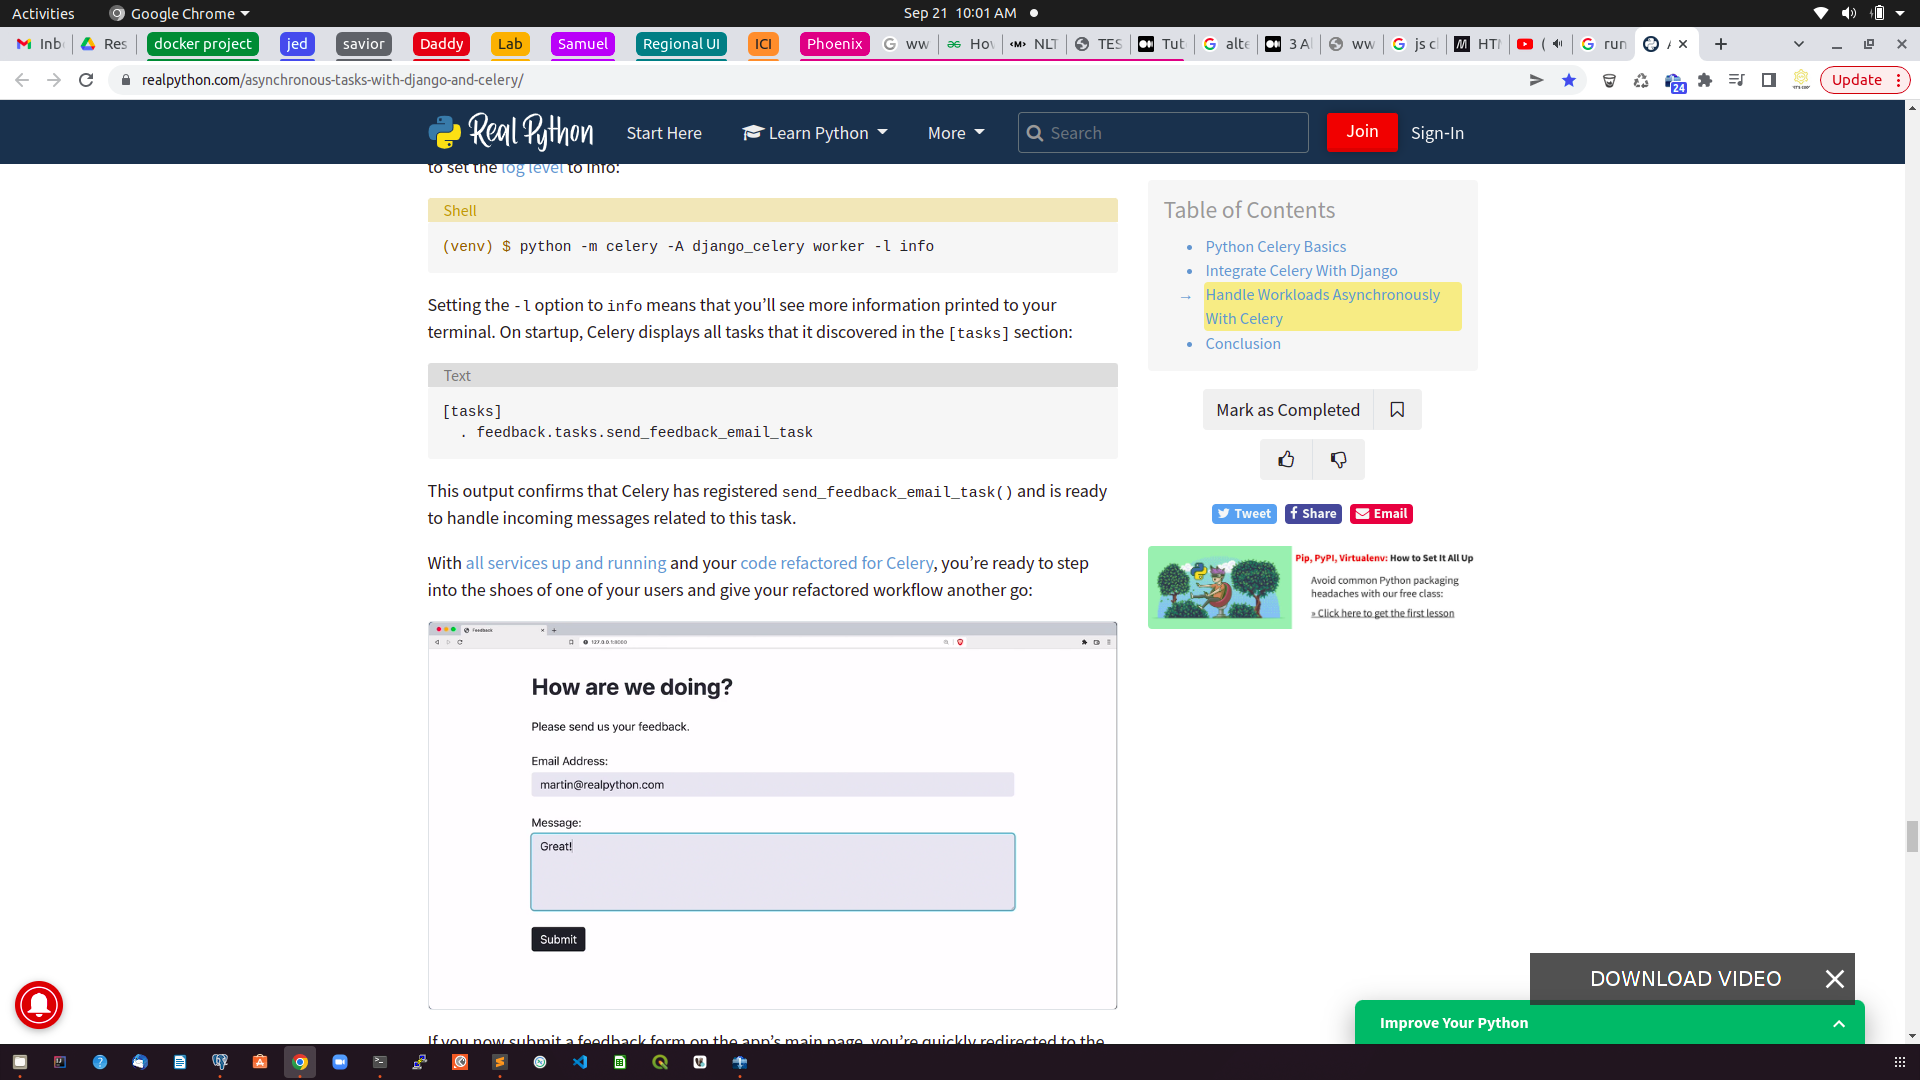 Activities
Google Chrome
Sep 21 10:01 AM
Inb
Res
docker project
jed
savior
Daddy
Lab
Samuel
Regional UI
ICI
Phoenix
ww
Hov
NLT
TES
Tut
alte
3 A
ww
js cl
HTM
(
run
realpython.com/asynchronous-tasks-with-django-and-celery/
24
Update
Real Python
Start Here
Learn Python
More
Search
Join
Sign-In
to set the log level to info:
Shell
(venv) $ python -m celery -A django_celery worker -l info
Setting the -l option to info means that you’ll see more information printed to your
terminal. On startup, Celery displays all tasks that it discovered in the [tasks] section:
Text
[tasks]
. feedback.tasks.send_feedback_email_task
This output confirms that Celery has registered send_feedback_email_task() and is ready
to handle incoming messages related to this task.
With all services up and running and your code refactored for Celery, you’re ready to step
into the shoes of one of your users and give your refactored workflow another go:
Feedback
127.0.0.1:8000
How are we doing?
Please send us your feedback.
Email Address:
martin@realpython.com
Message:
Great!
Submit
If you now submit a feedback form on the app’s main page, you’re quickly redirected to the
Table of Contents
Python Celery Basics
Integrate Celery With Django
→ Handle Workloads Asynchronously
With Celery
Conclusion
Mark as Completed
Tweet
Share
Email
Pip, PyPI, Virtualenv: How to Set It All Up
Avoid common Python packaging
headaches with our free class:
» Click here to get the first lesson
DOWNLOAD VIDEO
Improve Your Python